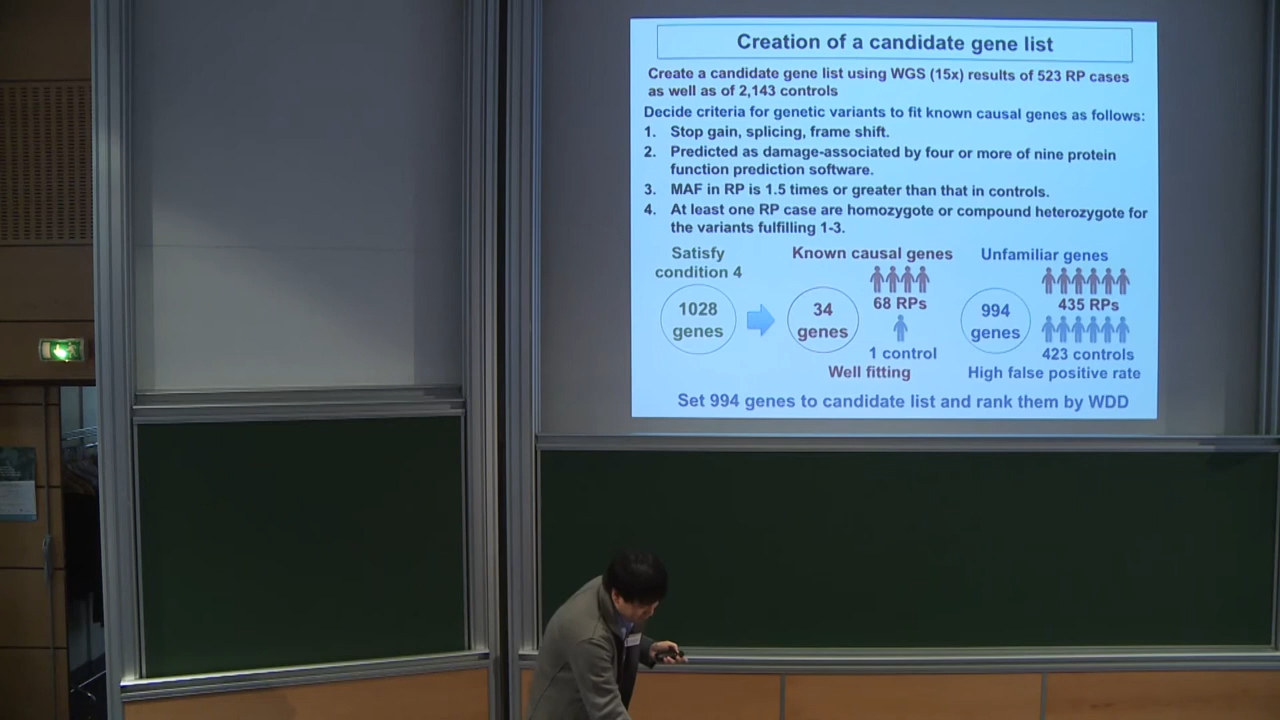 Creation of a candidate gene list
Create a candidate gene list using WGS (15x) results of 523 RP cases
as well as of 2,143 controls
Decide criteria for genetic variants to fit known causal genes as follows:
1. Stop gain, splicing, frame shift.
2. Predicted as damage-associated by four or more of nine protein
function prediction software.
3. MAF in RP is 1.5 times or greater than that in controls.
4. At least one RP case are homozygote or compound heterozygote for
the variants fulfilling 1-3.
Satisfy
condition 4
1028
genes
Known causal genes
34
genes
68 RPs
1 control
Well fitting
Unfamiliar genes
994
genes
435 RPs
423 controls
High false positive rate
Set 994 genes to candidate list and rank them by WDD